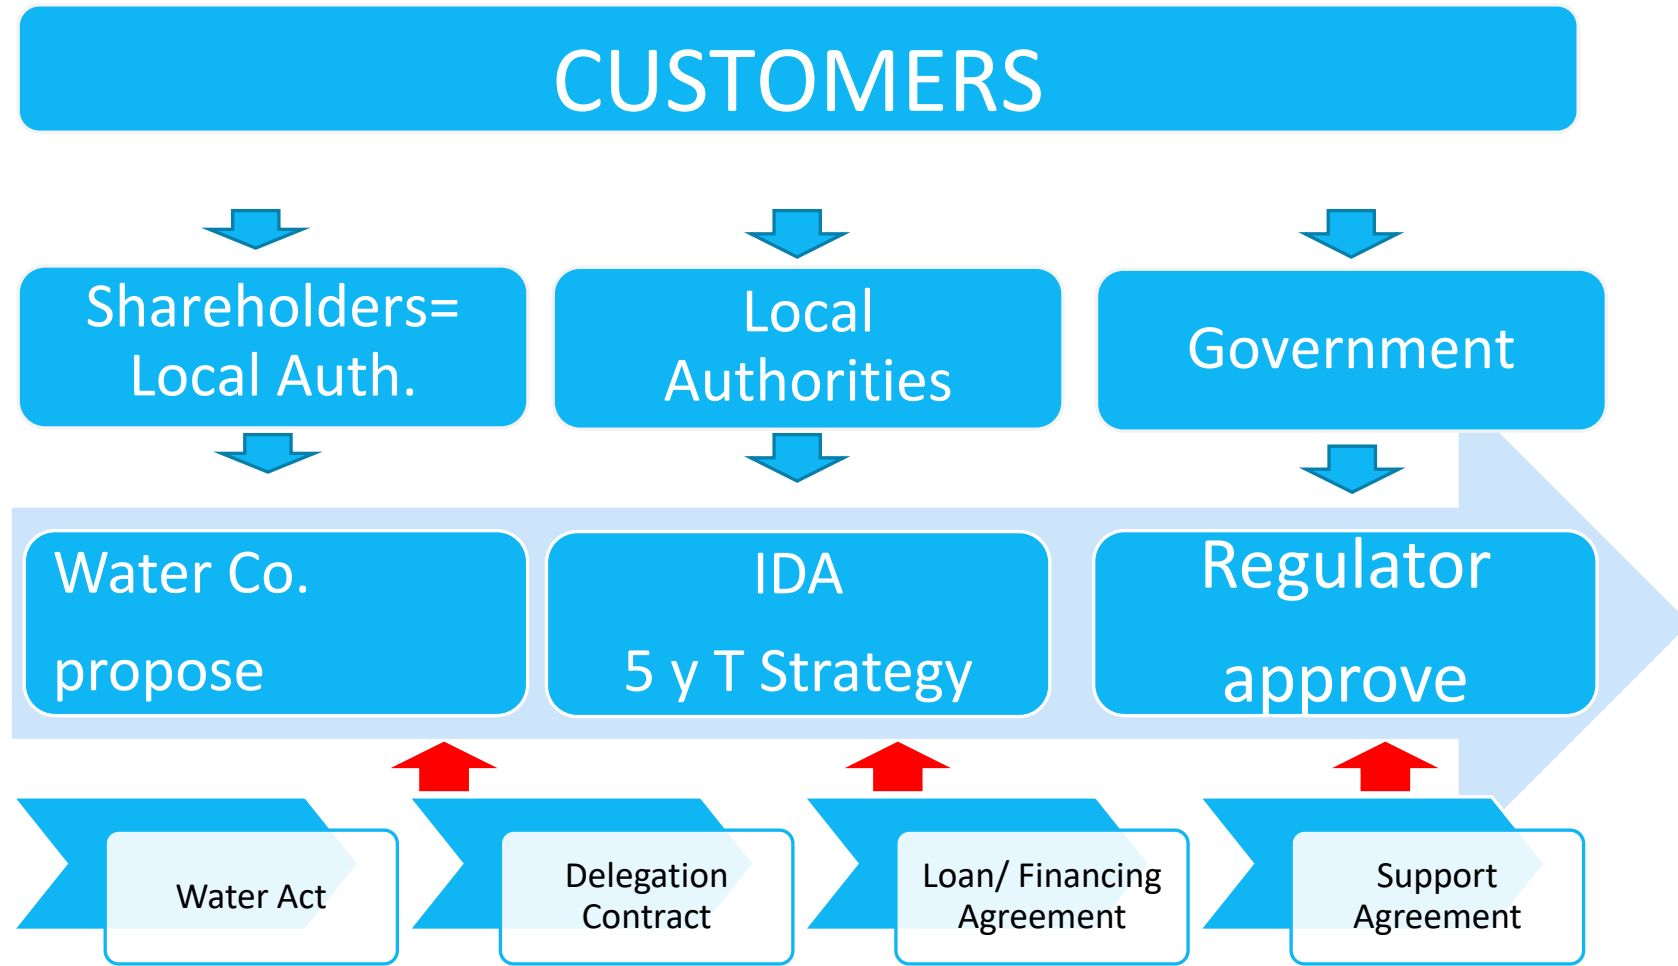 CUSTOMERS
Shareholders=
Local Auth.
Local
Authorities
Government
Water Co.
propose
IDA
5 y T Strategy
Regulator
approve
Water Act
Delegation
Contract
Loan/ Financing
Agreement
Support
Agreement